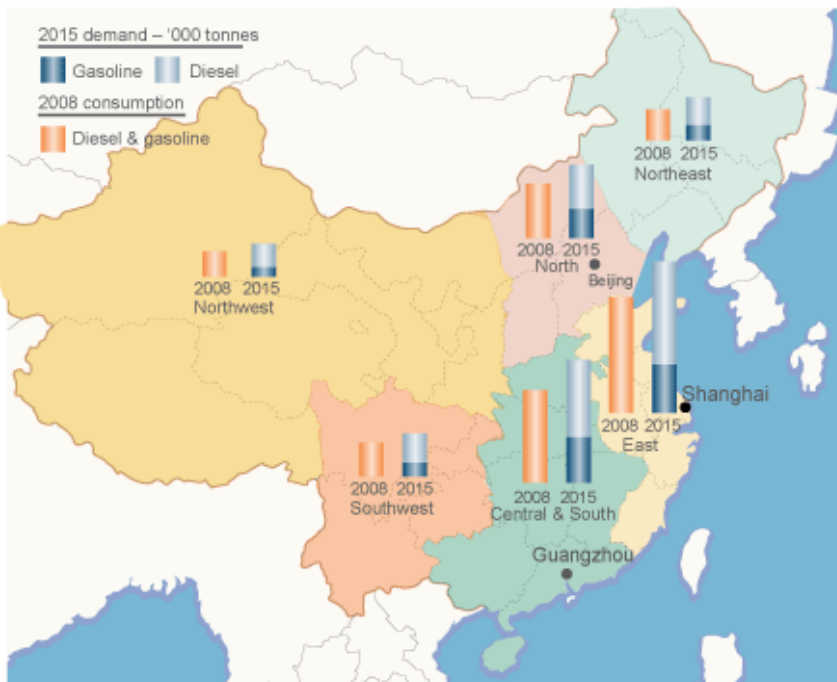 2015 demand – '000 tonnes
Gasoline Diesel
2008 consumption
Diesel & gasoline
2008 2015
Northeast
2008 2015
North
Beijing
2008 2015
Northwest
Shanghai
2008 2015
East
2008 2015
Southwest
2008 2015
Central & South
Guangzhou